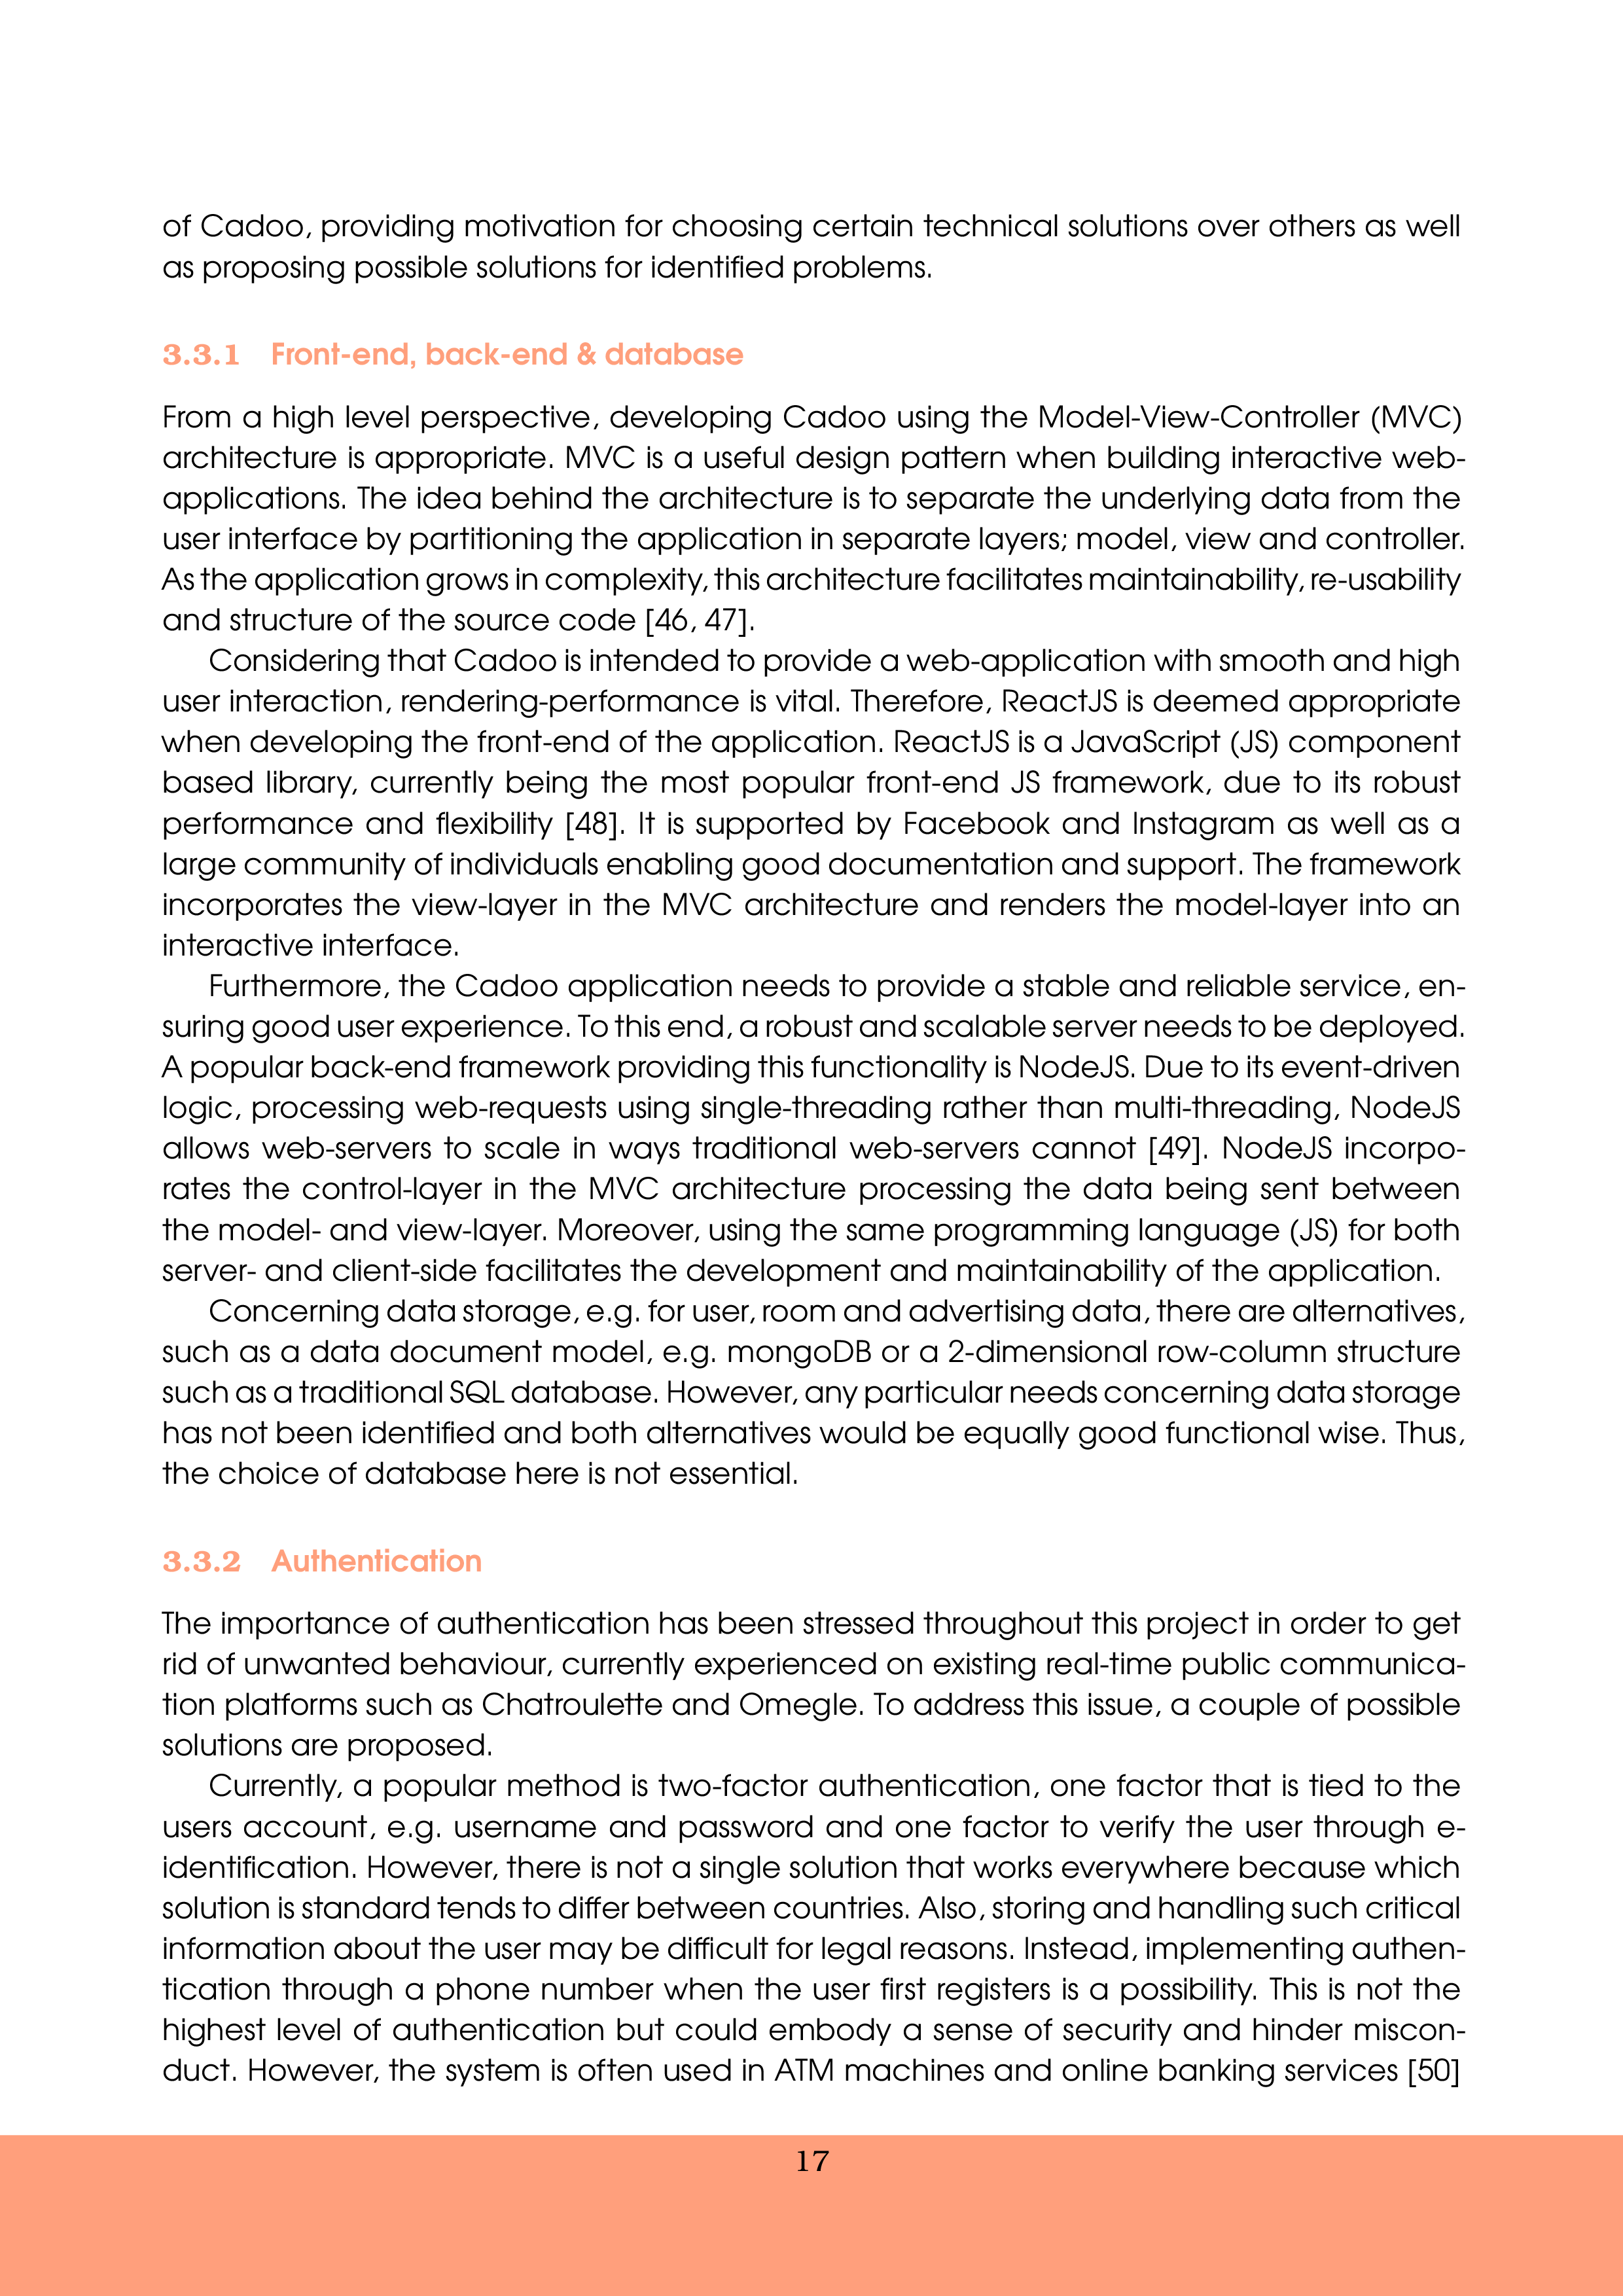 of Cadoo, providing motivation for choosing certain technical solutions over others as well
as proposing possible solutions for identified problems.
3.3.1 Front-end, back-end & database
From a high level perspective, developing Cadoo using the Model-View-Controller (MVC)
architecture is appropriate. MVC is a useful design pattern when building interactive web-
applications. The idea behind the architecture is to separate the underlying data from the
user interface by partitioning the application in separate layers; model, view and controller.
As the application grows in complexity, this architecture facilitates maintainability, re-usability
and structure of the source code [46, 47].
Considering that Cadoo is intended to provide a web-application with smooth and high
user interaction, rendering-performance is vital. Therefore, ReactJS is deemed appropriate
when developing the front-end of the application. ReactJS is a JavaScript (JS) component
based library, currently being the most popular front-end JS framework, due to its robust
performance and flexibility [48]. It is supported by Facebook and Instagram as well as a
large community of individuals enabling good documentation and support. The framework
incorporates the view-layer in the MVC architecture and renders the model-layer into an
interactive interface.
Furthermore, the Cadoo application needs to provide a stable and reliable service, en-
suring good user experience. To this end, a robust and scalable server needs to be deployed.
A popular back-end framework providing this functionality is NodeJS. Due to its event-driven
logic, processing web-requests using single-threading rather than multi-threading, NodeJS
allows web-servers to scale in ways traditional web-servers cannot [49]. NodeJS incorpo-
rates the control-layer in the MVC architecture processing the data being sent between
the model- and view-layer. Moreover, using the same programming language (JS) for both
server- and client-side facilitates the development and maintainability of the application.
Concerning data storage, e.g. for user, room and advertising data, there are alternatives,
such as a data document model, e.g. mongoDB or a 2-dimensional row-column structure
such as a traditional SQL database. However, any particular needs concerning data storage
has not been identified and both alternatives would be equally good functional wise. Thus,
the choice of database here is not essential.
3.3.2 Authentication
The importance of authentication has been stressed throughout this project in order to get
rid of unwanted behaviour, currently experienced on existing real-time public communica-
tion platforms such as Chatroulette and Omegle. To address this issue, a couple of possible
solutions are proposed.
Currently, a popular method is two-factor authentication, one factor that is tied to the
users account, e.g. username and password and one factor to verify the user through e-
identification. However, there is not a single solution that works everywhere because which
solution is standard tends to differ between countries. Also, storing and handling such critical
information about the user may be difficult for legal reasons. Instead, implementing authen-
tication through a phone number when the user first registers is a possibility. This is not the
highest level of authentication but could embody a sense of security and hinder miscon-
duct. However, the system is often used in ATM machines and online banking services [50]
17